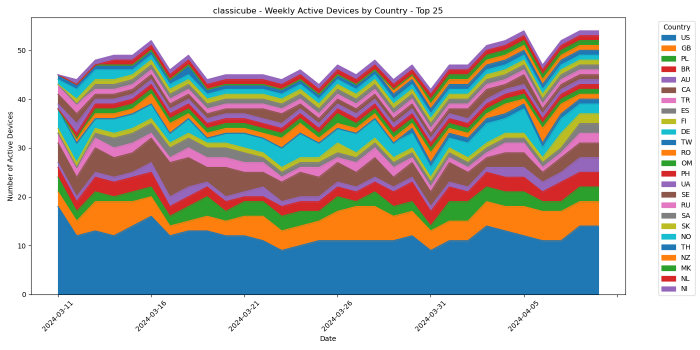 classicube - Weekly Active Devices by Country - Top 25
Number of Active Devices
50
40
30
20
10
0
2024-03-11
2024-03-16
2024-03-21
2024-03-26
2024-03-31
2024-04-05
Date
Country
US
GB
PL
BR
AU
CA
TR
ES
FI
DE
TW
RO
OM
PH
UA
SE
RU
SA
SK
NO
TH
NZ
MK
NL
NI